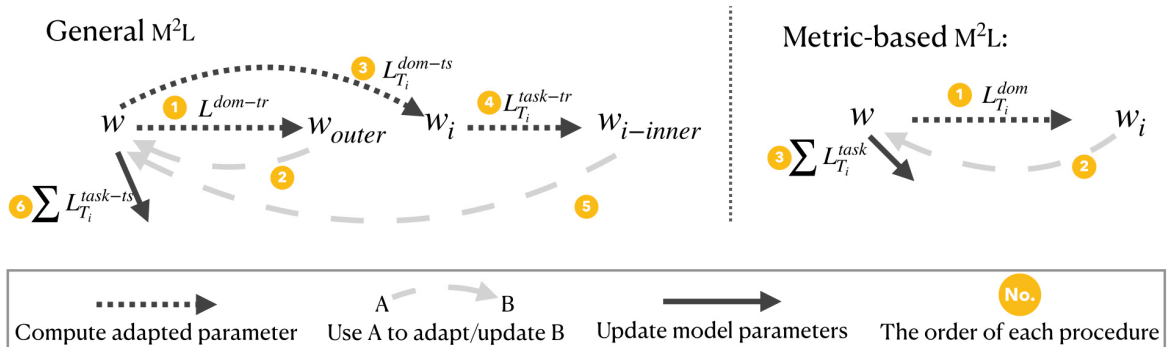 General M²L
Metric-based M²L:
3 L_{T_i}^{dom-ts}
1 L^{dom-tr}
4 L_{T_i}^{task-tr}
w w_{outer} w_i w_{i-inner}
2
6 ∑ L_{T_i}^{task-ts}
5
1 L_{T_i}^{dom}
w w_i
3 ∑ L_{T_i}^{task}
2
A B No.
Compute adapted parameter Use A to adapt/update B Update model parameters The order of each procedure